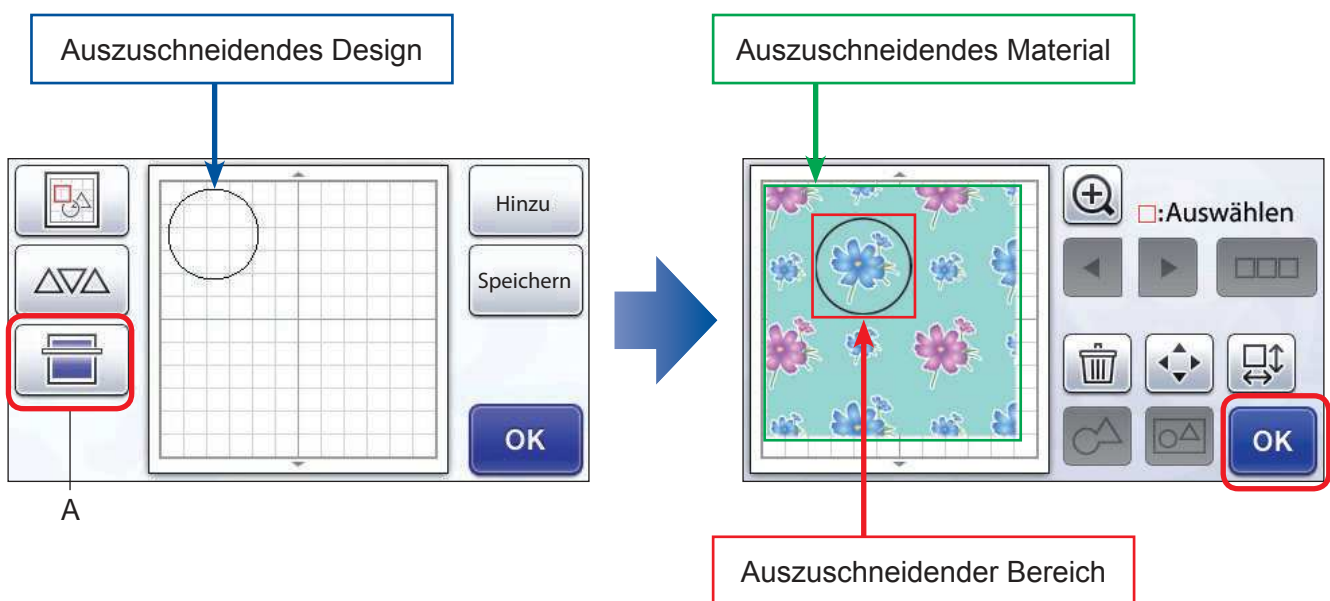 Auszuschneidendes Design
Auszuschneidendes Material
Hinzu
Speichern
OK
A
:Auswählen
OK
Auszuschneidender Bereich